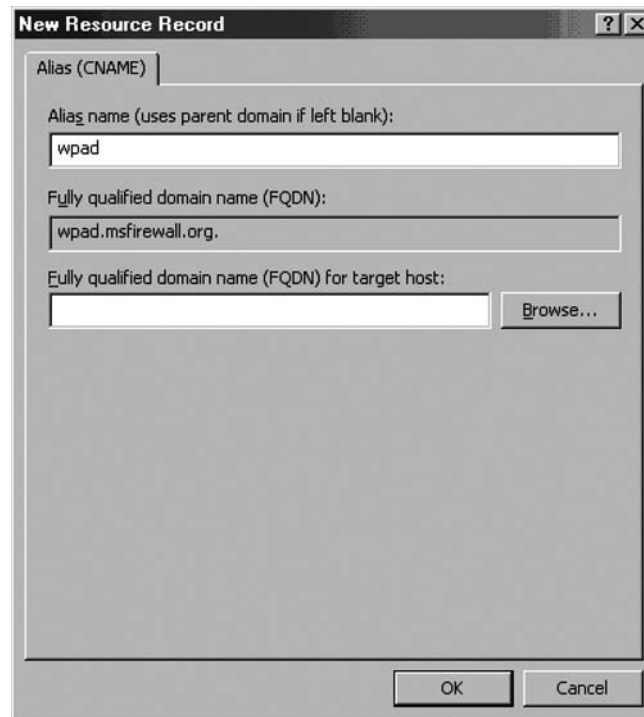 New Resource Record
Alias (CNAME)
Alias name (uses parent domain if left blank):
wpad
Fully qualified domain name (FQDN):
wpad.msfirewall.org.
Fully qualified domain name (FQDN) for target host:
Browse...
OK Cancel